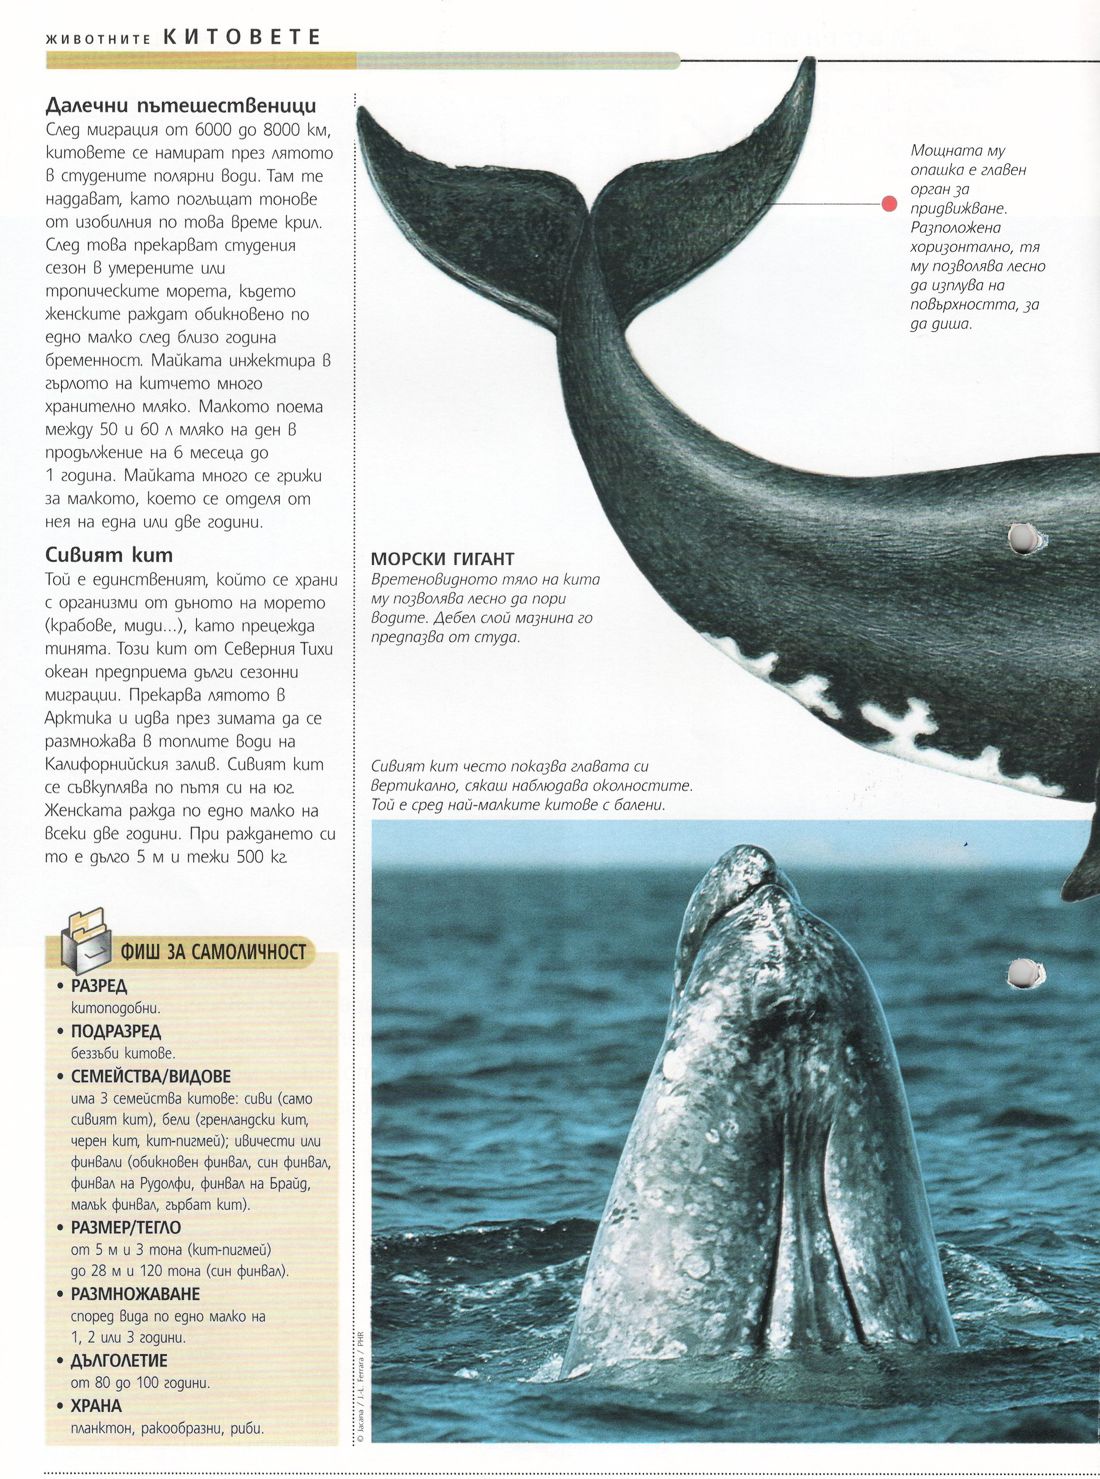 ЖИВОТНИТЕ КИТОВЕТЕ
Далечни пътешественици
След миграция от 6000 до 8000 км,
китовете се намират през лятото
в студените полярни води. Там те
наддават, като поглъщат тонове
от изобилния по това време крил.
След това прекарват студения
сезон в умерените или
тропическите морета, където
женските раждат обикновено по
едно малко след близо година
бременност. Майката инжектира в
гърлото на китчето много
хранително мляко. Малкото поема
между 50 и 60 л мляко на ден в
продължение на 6 месеца до
1 година. Майката много се грижи
за малкото, което се отделя от
нея на една или две години.
Сивият кит
Той е единственият, който се храни
с организми от дъното на морето
(крабове, миди...), като прецежда
тинята. Този кит от Северния Тихи
океан предприема дълги сезонни
миграции. Прекарва лятото в
Арктика и идва през зимата да се
размножава в топлите води на
Калифорнийския залив. Сивият кит
се съвкуплява по пътя си на юг.
Женската ражда по едно малко на
всеки две години. При раждането си
то е дълго 5 м и тежи 500 кг.
ФИШ ЗА САМОЛИЧНОСТ
• РАЗРЕД
китоподобни.
• ПОДРАЗРЕД
беззъби китове.
• СЕМЕЙСТВА/ВИДОВЕ
има 3 семейства китове: сиви (само
сивият кит), бели (гренландски кит,
черен кит, кит-пигмей); ивичести или
финвали (обикновен финвал, син финвал,
финвал на Рудолфи, финвал на Брайд,
малък финвал, гърбат кит).
• РАЗМЕР/ТЕГЛО
от 5 м и 3 тона (кит-пигмей)
до 28 м и 120 тона (син финвал).
• РАЗМНОЖАВАНЕ
според вида по едно малко на
1, 2 или 3 години.
• ДЪЛГОЛЕТИЕ
от 80 до 100 години.
• ХРАНА
планктон, ракообразни, риби.
Мощната му
опашка е главен
орган за
придвижване.
Разположена
хоризонтално, тя
му позволява лесно
да изплува на
повърхността, за
да диша.
МОРСКИ ГИГАНТ
Вретеновидното тяло на кита
му позволява лесно да пори
водите. Дебел слой мазнина го
предпазва от студа.
Сивият кит често показва главата си
вертикално, сякаш наблюдава околностите.
Той е сред най-малките китове с балени.
© Jacana / J.-L. Ferrara / PHR